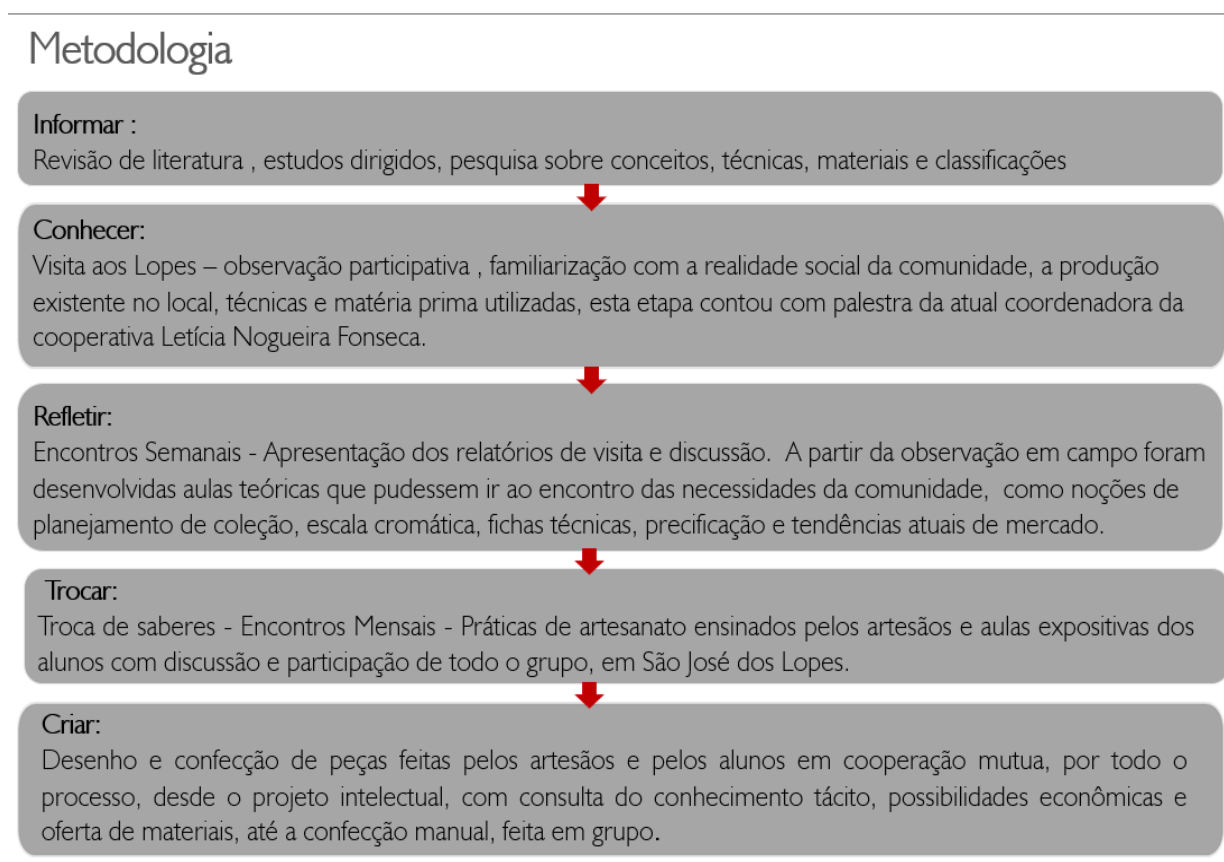 Metodologia
Informar :
Revisão de literatura , estudos dirigidos, pesquisa sobre conceitos, técnicas, materiais e classificações
Conhecer:
Visita aos Lopes – observação participativa , familiarização com a realidade social da comunidade, a produção
existente no local, técnicas e matéria prima utilizadas, esta etapa contou com palestra da atual coordenadora da
cooperativa Letícia Nogueira Fonseca.
Refletir:
Encontros Semanais - Apresentação dos relatórios de visita e discussão. A partir da observação em campo foram
desenvolvidas aulas teóricas que pudessem ir ao encontro das necessidades da comunidade, como noções de
planejamento de coleção, escala cromática, fichas técnicas, precificação e tendências atuais de mercado.
Trocar:
Troca de saberes - Encontros Mensais - Práticas de artesanato ensinados pelos artesãos e aulas expositivas dos
alunos com discussão e participação de todo o grupo, em São José dos Lopes.
Criar:
Desenho e confecção de peças feitas pelos artesãos e pelos alunos em cooperação mutua, por todo o
processo, desde o projeto intelectual, com consulta do conhecimento tácito, possibilidades econômicas e
oferta de materiais, até a confecção manual, feita em grupo.